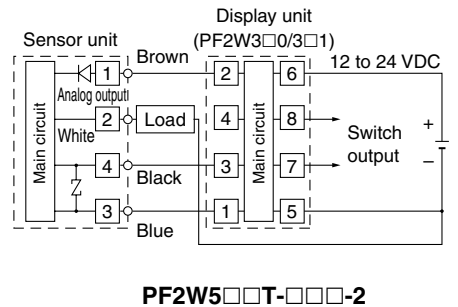 Display unit
Sensor unit
(PF2W3□0/3□1)
Brown
12 to 24 VDC
1
2
6
Analog output
Main circuit
White
2
Load
4
Main circuit
8
Switch
output
+
−
4
Black
3
7
3
Blue
1
5
PF2W5□□T-□□□-2